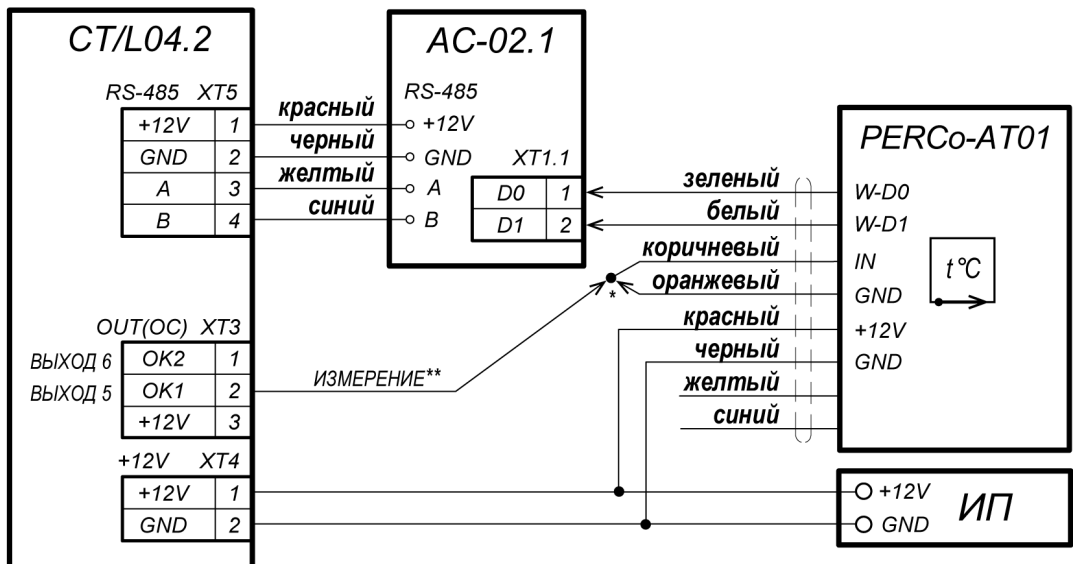 CT/L04.2
RS-485 XT5
+12V 1
GND 2
A 3
B 4
красный
черный
желтый
синий
AC-02.1
RS-485
+12V
GND
A
B
XT1.1
D0 1
D1 2
зеленый
белый
коричневый
оранжевый
красный
черный
желтый
синий
*
PERCo-AT01
W-D0
W-D1
IN
GND
+12V
GND
t°C
OUT(OC) XT3
ВЫХОД 6 OK2 1
ВЫХОД 5 OK1 2
+12V 3
ИЗМЕРЕНИЕ**
+12V XT4
+12V 1
GND 2
+12V
GND
ИП